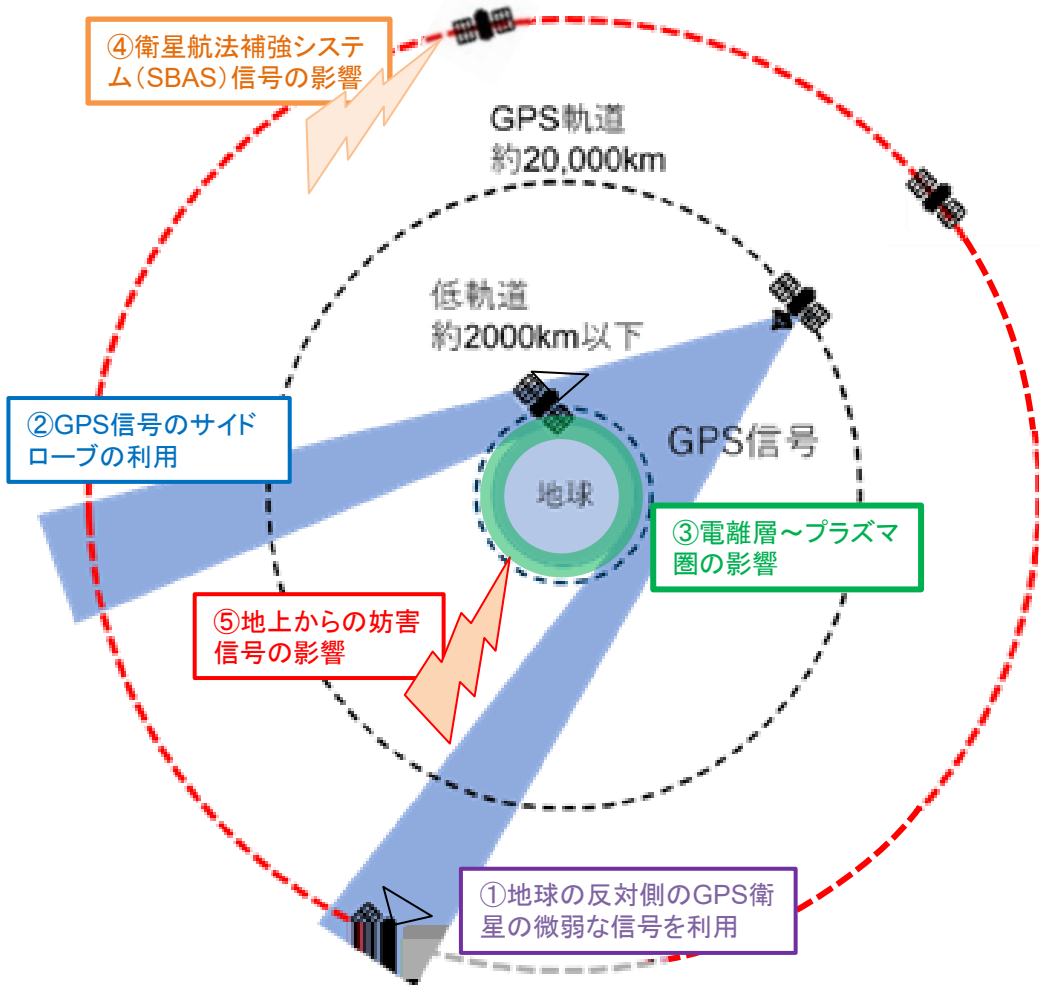 ④衛星航法補強システ
ム(SBAS)信号の影響
GPS軌道
約20,000km
低軌道
約2000km以下
②GPS信号のサイド
ローブの利用
GPS信号
地球
③電離層～プラズマ
圏の影響
⑤地上からの妨害
信号の影響
①地球の反対側のGPS衛
星の微弱な信号を利用